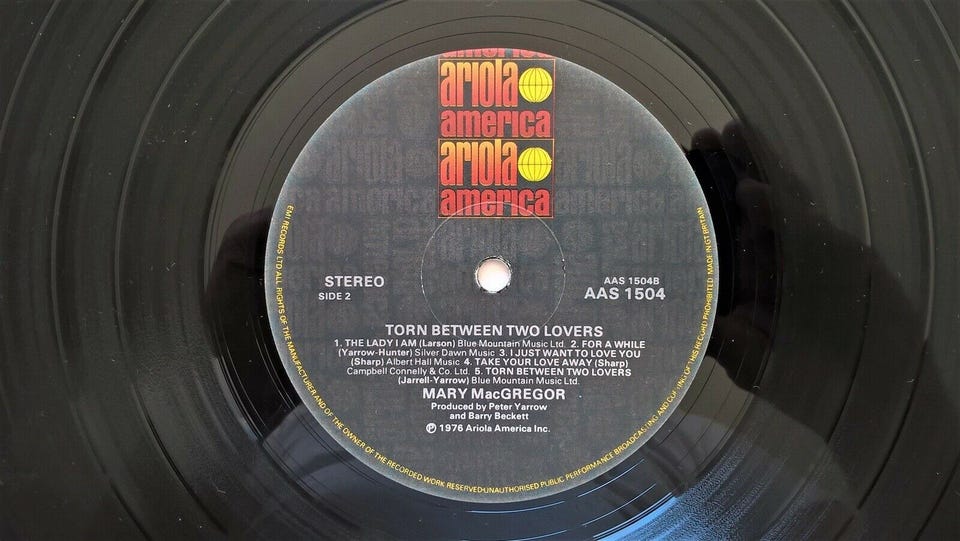 america
ariola
america
ariola
america
STEREO
SIDE 2
AAS 1504B
AAS 1504
TORN BETWEEN TWO LOVERS
1. THE LADY I AM (Larson) Blue Mountain Music Ltd. 2. FOR A WHILE
(Yarrow-Hunter) Silver Dawn Music 3. I JUST WANT TO LOVE YOU
(Sharp) Albert Hall Music 4. TAKE YOUR LOVE AWAY (Sharp)
Campbell Connelly & Co. Ltd. 5. TORN BETWEEN TWO LOVERS
(Jarrell-Yarrow) Blue Mountain Music Ltd.
MARY MacGREGOR
Produced by Peter Yarrow
and Barry Beckett
℗ 1976 Ariola America Inc.
EMI RECORDS LTD ALL RIGHTS OF THE MANUFACTURER AND OF THE OWNER OF THE RECORDED WORK RESERVED·UNAUTHORISED PUBLIC PERFORMANCE BROADCASTING AND COPYING OF THIS RECORD PROHIBITED MADE IN GT BRITAIN